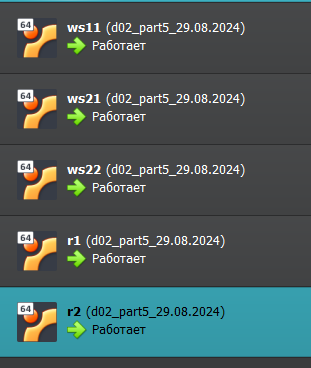 64
ws11 (d02_part5_29.08.2024)
Работает
64
ws21 (d02_part5_29.08.2024)
Работает
64
ws22 (d02_part5_29.08.2024)
Работает
64
r1 (d02_part5_29.08.2024)
Работает
64
r2 (d02_part5_29.08.2024)
Работает